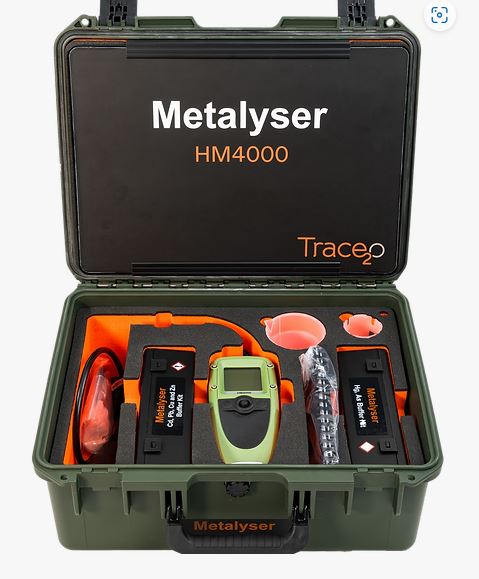 Metalyser
HM4000
Trace2o
Metalyser
Cd, Pb, Cu and Zn
Buffer Kit
Metalyser
Hg, As Buffer Kit
Metalyser